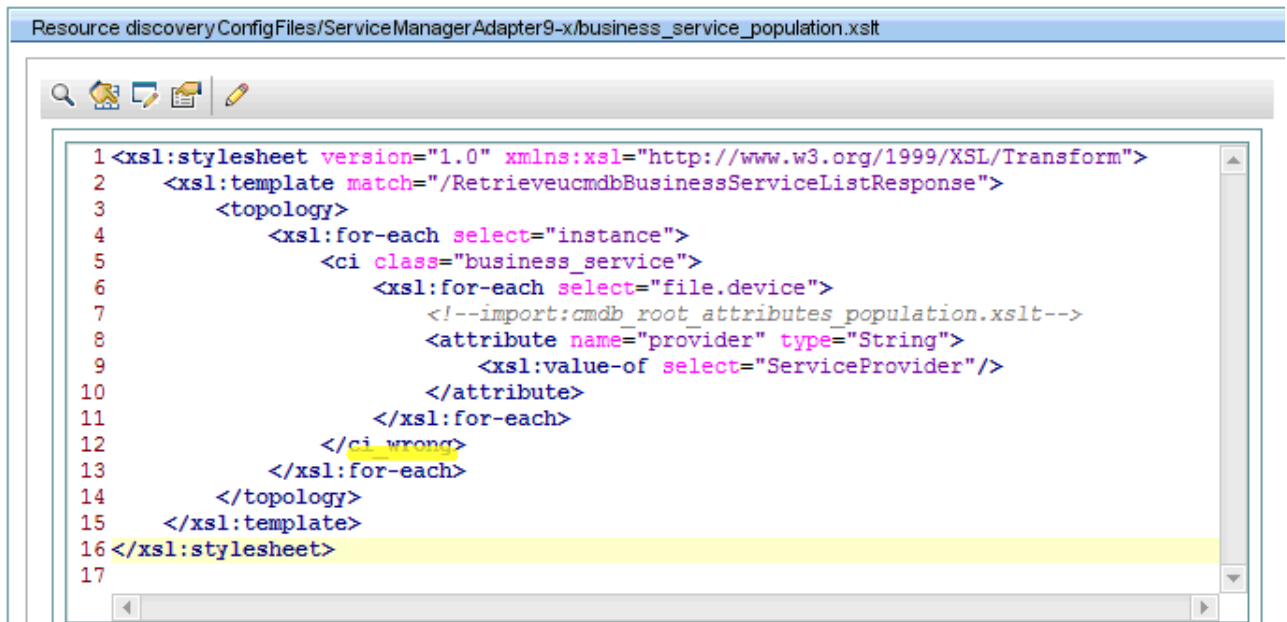 Resource discoveryConfigFiles/ServiceManagerAdapter9-x/business_service_population.xslt
1 <xsl:stylesheet version="1.0" xmlns:xsl="http://www.w3.org/1999/XSL/Transform">
2 <xsl:template match="/RetrieveucmdbBusinessServiceListResponse">
3 <topology>
4 <xsl:for-each select="instance">
5 <ci class="business_service">
6 <xsl:for-each select="file.device">
7 <!--import:cmdb_root_attributes_population.xslt-->
8 <attribute name="provider" type="String">
9 <xsl:value-of select="ServiceProvider"/>
10 </attribute>
11 </xsl:for-each>
12 </ci_wrong>
13 </xsl:for-each>
14 </topology>
15 </xsl:template>
16 </xsl:stylesheet>
17